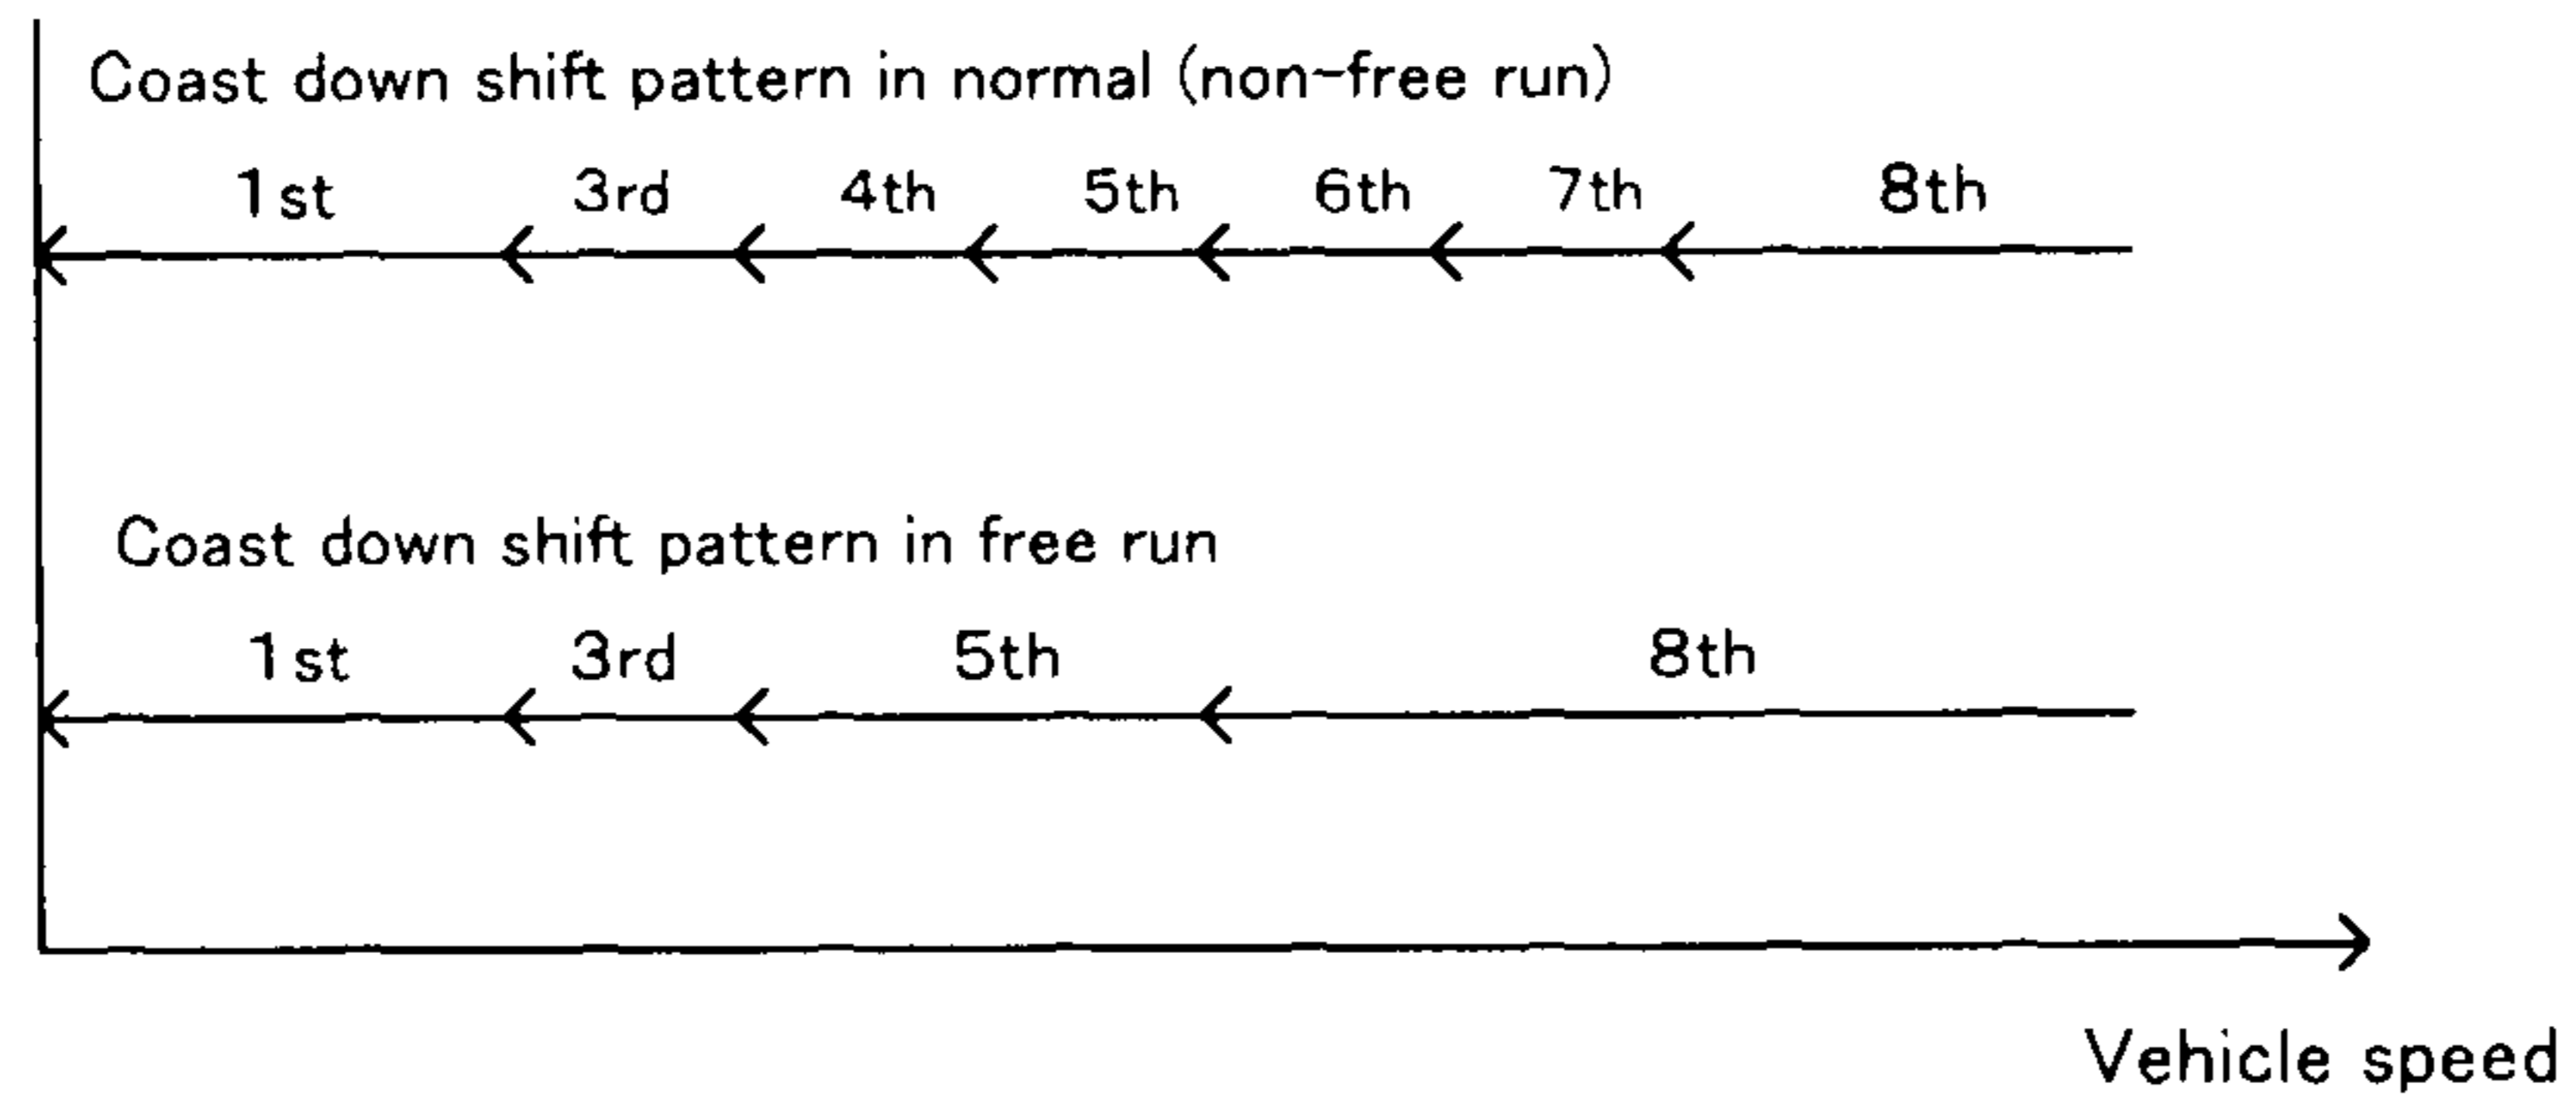 Coast down shift pattern in normal (non-free run)
1st 3rd 4th 5th 6th 7th 8th
Coast down shift pattern in free run
1st 3rd 5th 8th
Vehicle speed